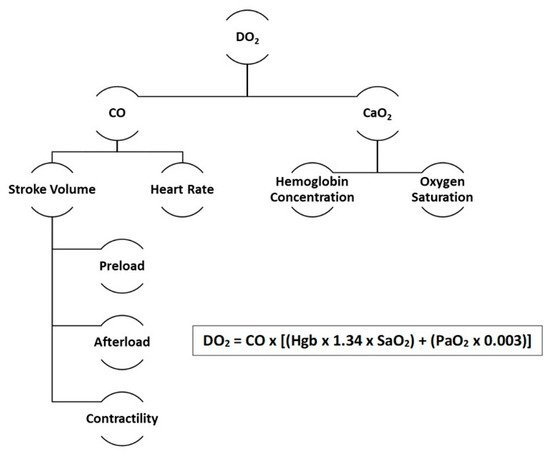 DO₂
CO
CaO₂
Stroke Volume
Heart Rate
Hemoglobin
Concentration
Oxygen
Saturation
Preload
Afterload
Contractility
DO₂ = CO x [(Hgb x 1.34 x SaO₂) + (PaO₂ x 0.003)]